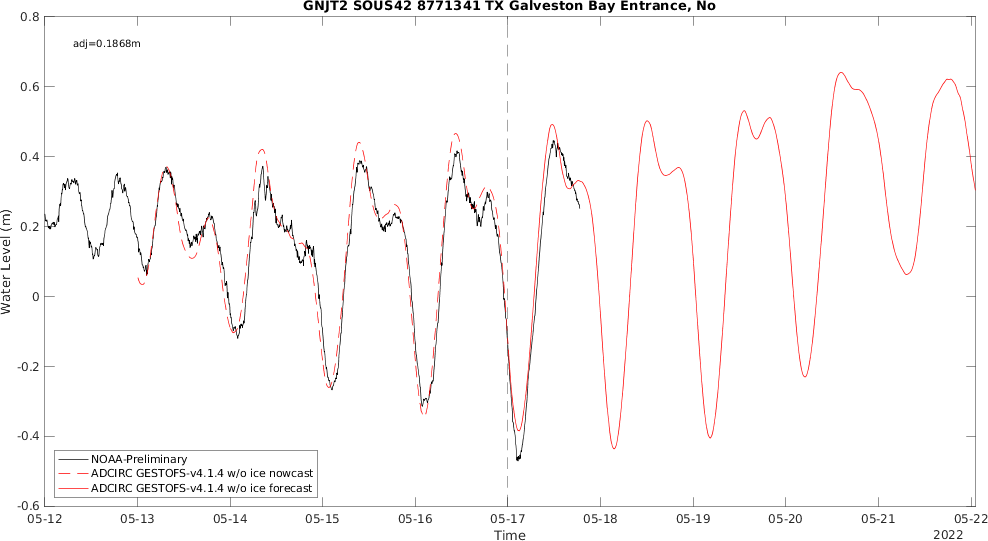 GNJT2 SOUS42 8771341 TX Galveston Bay Entrance, No
adj=0.1868m
Water Level (m)
0.8
0.6
0.4
0.2
0
-0.2
-0.4
-0.6
NOAA-Preliminary
ADCIRC GESTOFS-v4.1.4 w/o ice nowcast
ADCIRC GESTOFS-v4.1.4 w/o ice forecast
05-12 05-13 05-14 05-15 05-16 05-17 05-18 05-19 05-20 05-21 05-22
Time 2022